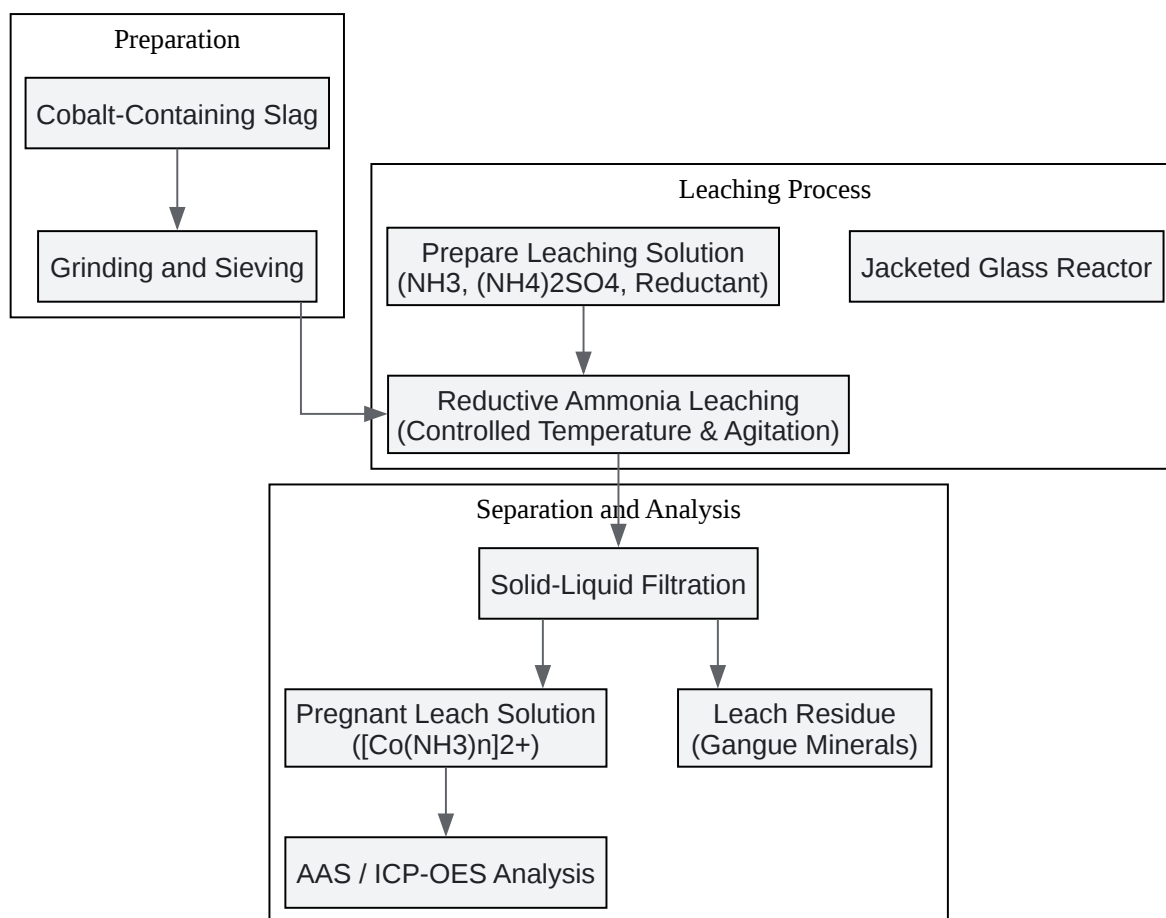 Preparation
Cobalt-Containing Slag
Grinding and Sieving
Leaching Process
Prepare Leaching Solution
(NH3, (NH4)2SO4, Reductant)
Jacketed Glass Reactor
Reductive Ammonia Leaching
(Controlled Temperature & Agitation)
Separation and Analysis
Solid-Liquid Filtration
Pregnant Leach Solution
([Co(NH3)n]2+)
Leach Residue
(Gangue Minerals)
AAS / ICP-OES Analysis